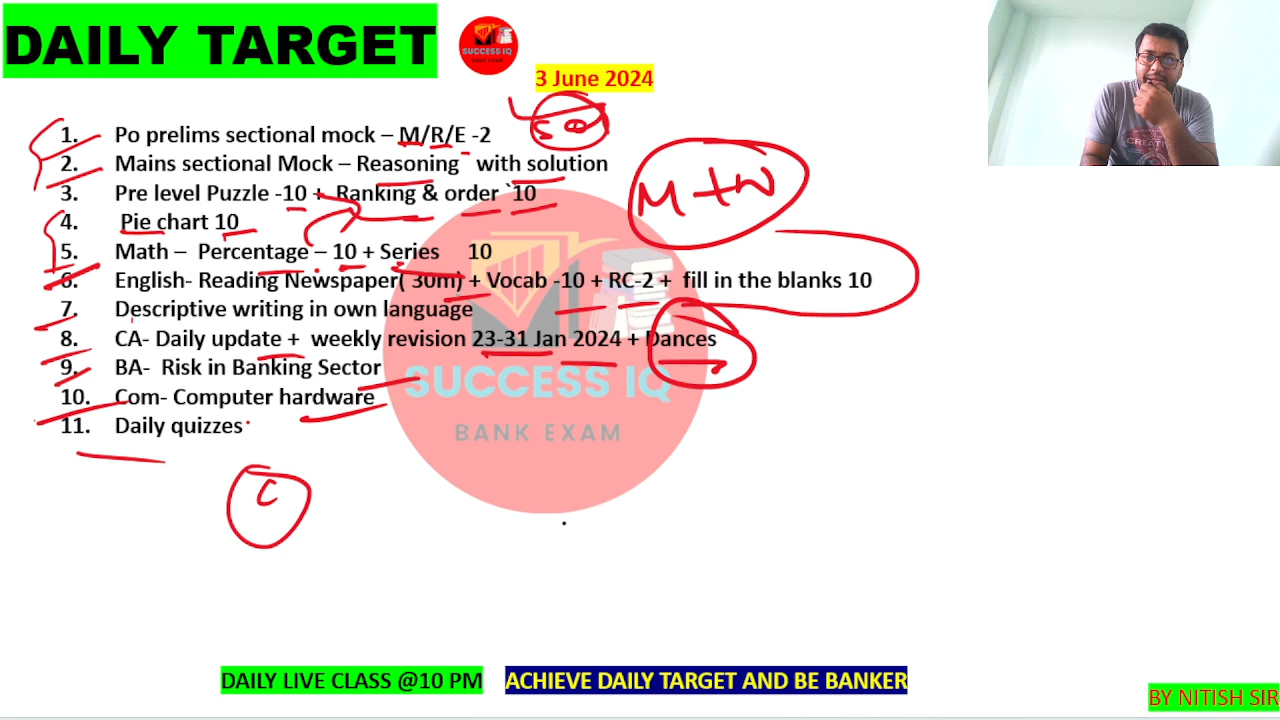 DAILY TARGET
SUCCESS IQ
BANK EXAM
3 June 2024
50
1. Po prelims sectional mock – M/R/E -2
2. Mains sectional Mock – Reasoning with solution
3. Pre level Puzzle -10 + Ranking & order `10
4. Pie chart 10
5. Math – Percentage – 10 + Series 10
6. English- Reading Newspaper( 30m) + Vocab -10 + RC-2 + fill in the blanks 10
7. Descriptive writing in own language
8. CA- Daily update + weekly revision 23-31 Jan 2024 + Dances
9. BA- Risk in Banking Sector
10. Com- Computer hardware
11. Daily quizzes
M+W
SUCCESS IQ
BANK EXAM
C
DAILY LIVE CLASS @10 PM
ACHIEVE DAILY TARGET AND BE BANKER
BY NITISH SIR